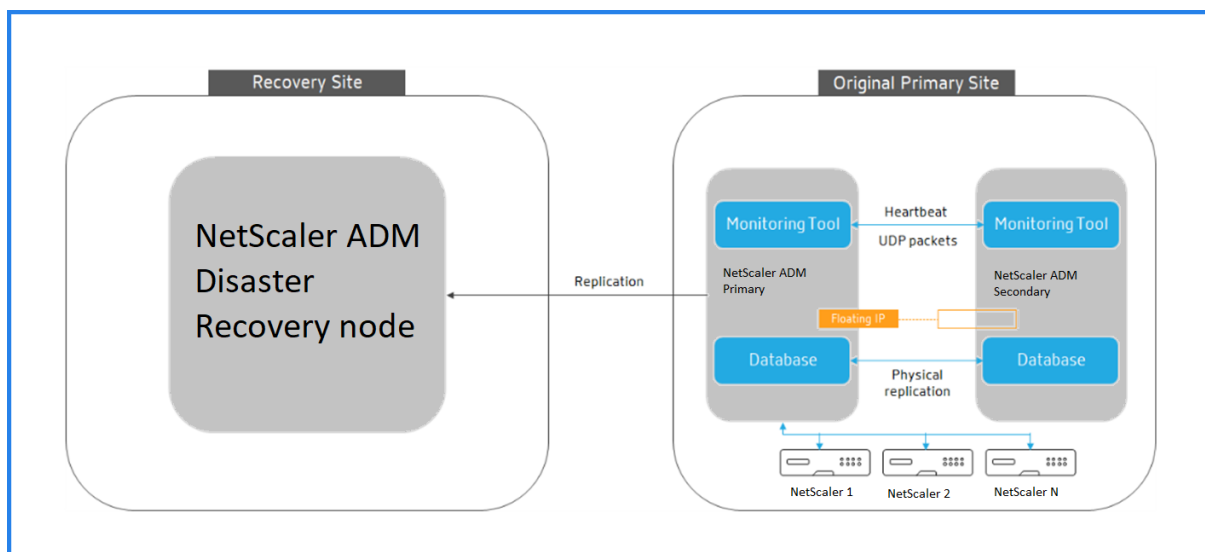 Recovery Site
NetScaler ADM
Disaster
Recovery node
Replication
Original Primary Site
Monitoring Tool
Heartbeat
UDP packets
Monitoring Tool
NetScaler ADM
Primary
NetScaler ADM
Secondary
Floating IP
Database
Physical
replication
Database
NetScaler 1
NetScaler 2
NetScaler N